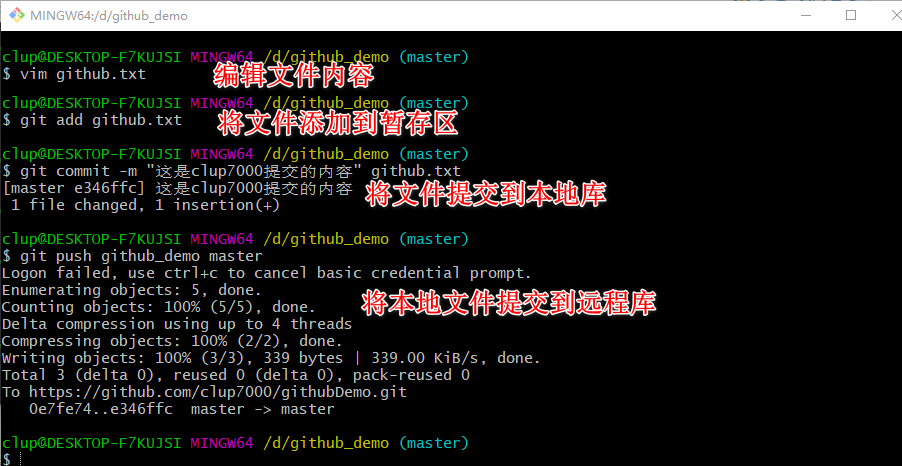 MINGW64:/d/github_demo
clup@DESKTOP-F7KUJSI MINGW64 /d/github_demo (master)
$ vim github.txt
编辑文件内容
clup@DESKTOP-F7KUJSI MINGW64 /d/github_demo (master)
$ git add github.txt
将文件添加到暂存区
clup@DESKTOP-F7KUJSI MINGW64 /d/github_demo (master)
$ git commit -m "这是clup7000提交的内容" github.txt
[master e346ffc] 这是clup7000提交的内容
将文件提交到本地库
1 file changed, 1 insertion(+)
clup@DESKTOP-F7KUJSI MINGW64 /d/github_demo (master)
$ git push github_demo master
Logon failed, use ctrl+c to cancel basic credential prompt.
Enumerating objects: 5, done.
Counting objects: 100% (5/5), done.
将本地文件提交到远程库
Delta compression using up to 4 threads
Compressing objects: 100% (2/2), done.
Writing objects: 100% (3/3), 339 bytes | 339.00 KiB/s, done.
Total 3 (delta 0), reused 0 (delta 0), pack-reused 0
To https://github.com/clup7000/githubDemo.git
0e7fe74..e346ffc  master -> master
clup@DESKTOP-F7KUJSI MINGW64 /d/github_demo (master)
$